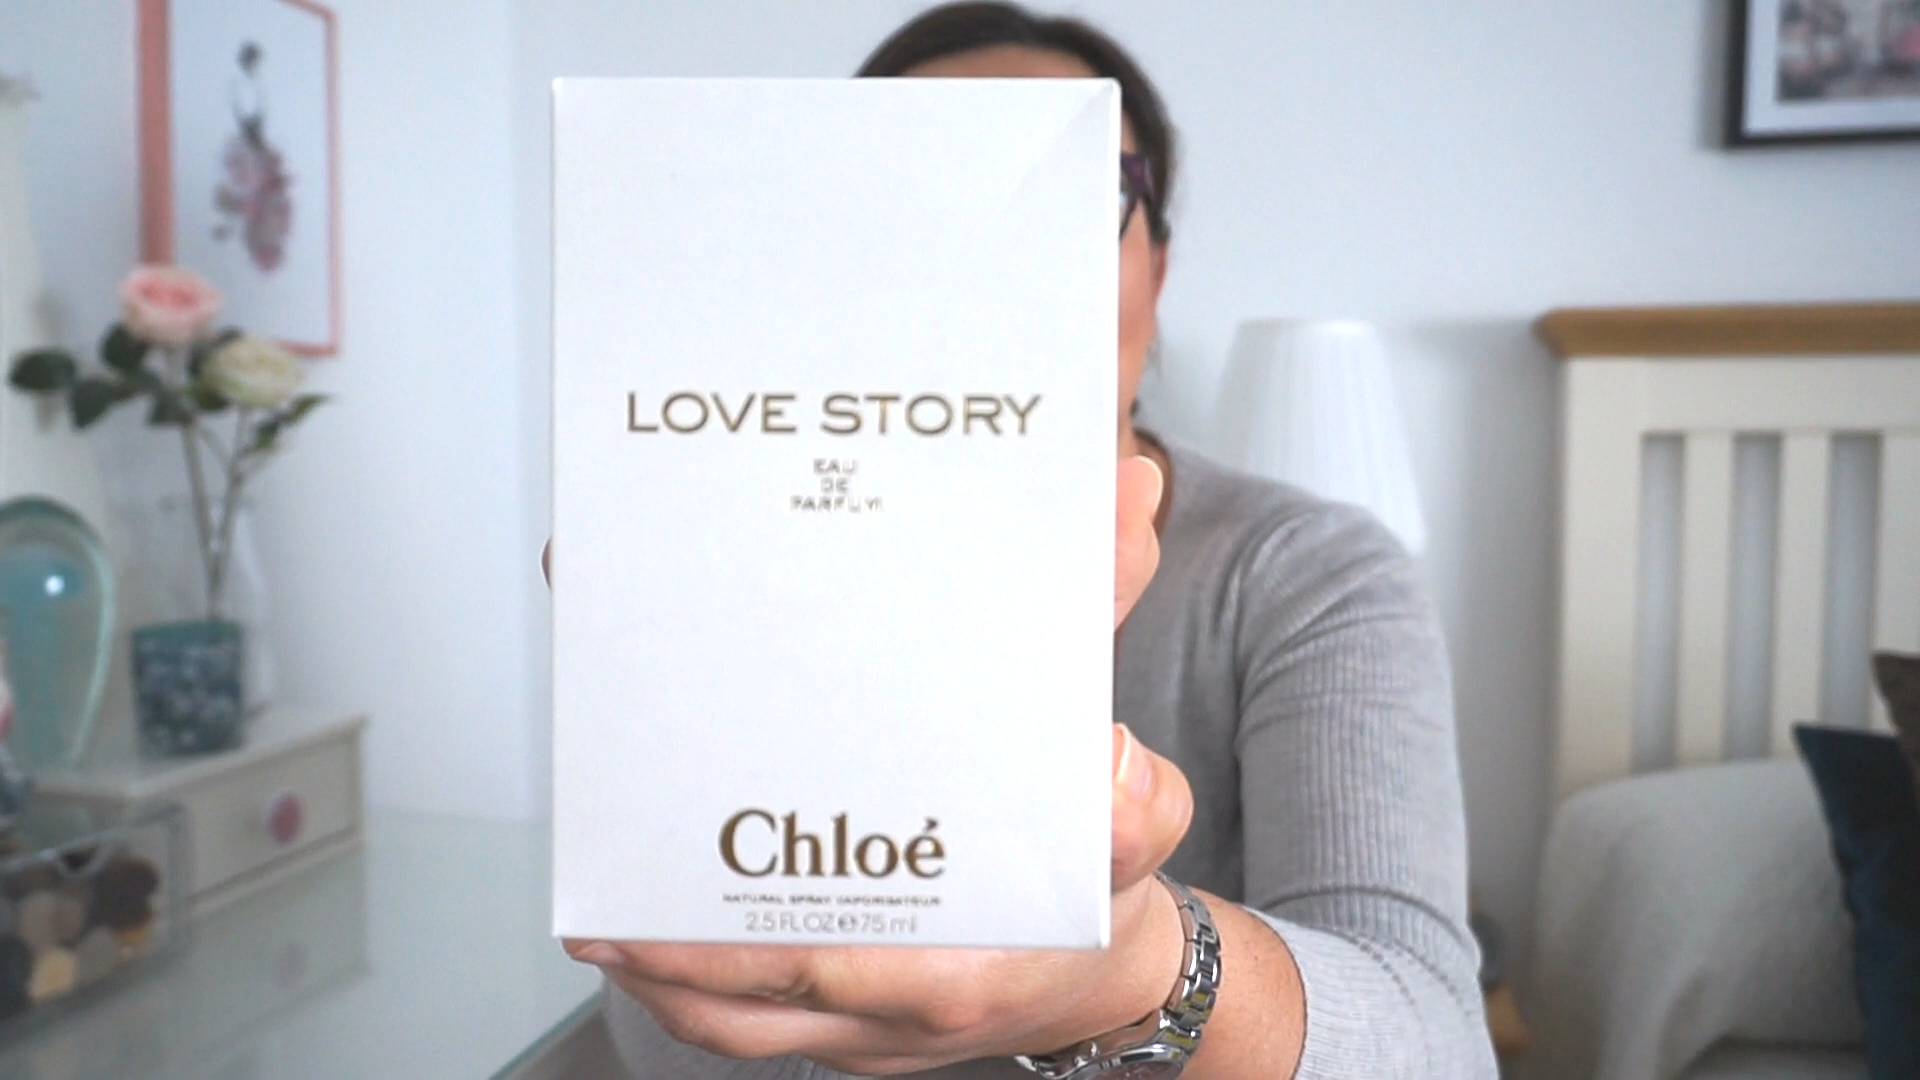 LOVE STORY
EAU
DE
PARFUM
Chloé
NATURAL SPRAY VAPORISATEUR
2.5 FL OZ e 75 ml